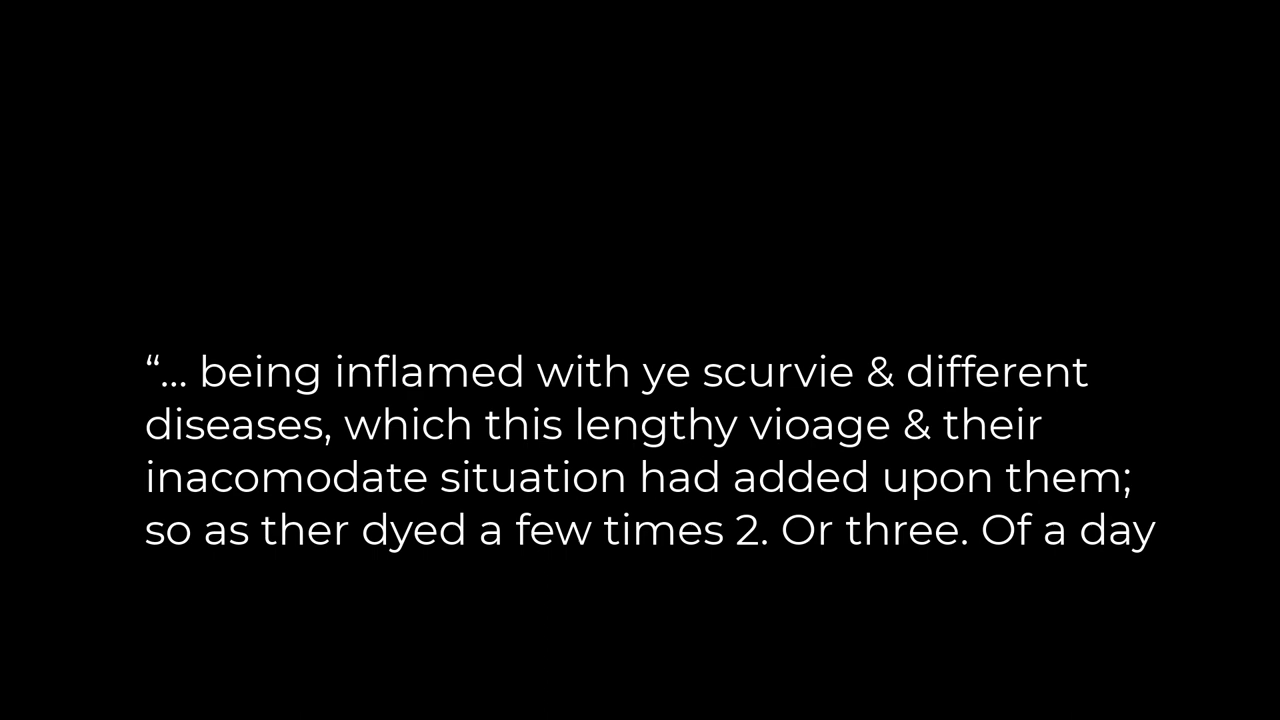 “... being inflamed with ye scurvie & different
diseases, which this lengthy vioage & their
inacomodate situation had added upon them;
so as ther dyed a few times 2. Or three. Of a day